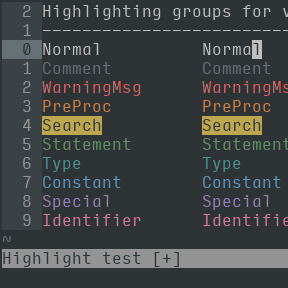 2 Highlighting groups for v
1 ---------------------------
0 Normal Normal
1 Comment Comment
2 WarningMsg WarningMsg
3 PreProc PreProc
4 Search Search
5 Statement Statement
6 Type Type
7 Constant Constant
8 Special Special
9 Identifier Identifie
~
Highlight test [+]